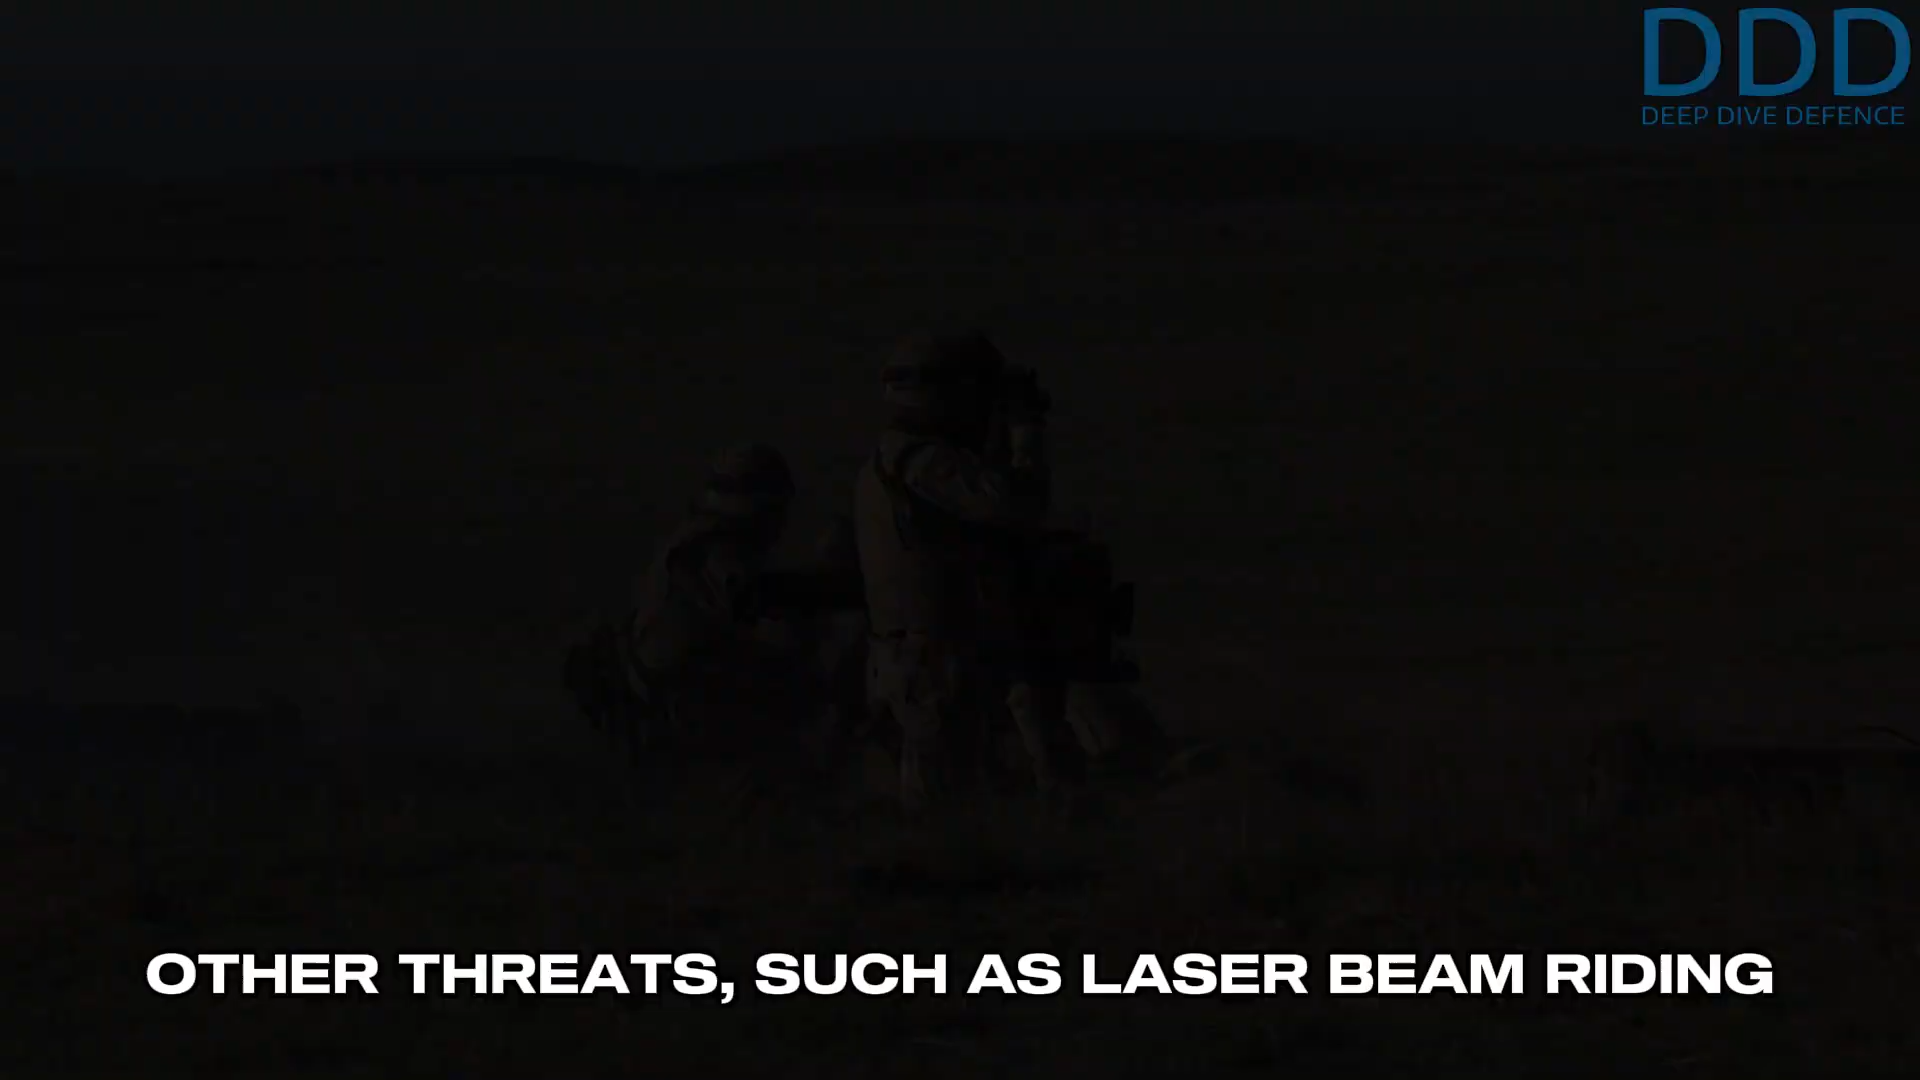 DDD
DEEP DIVE DEFENCE
OTHER THREATS, SUCH AS LASER BEAM RIDING